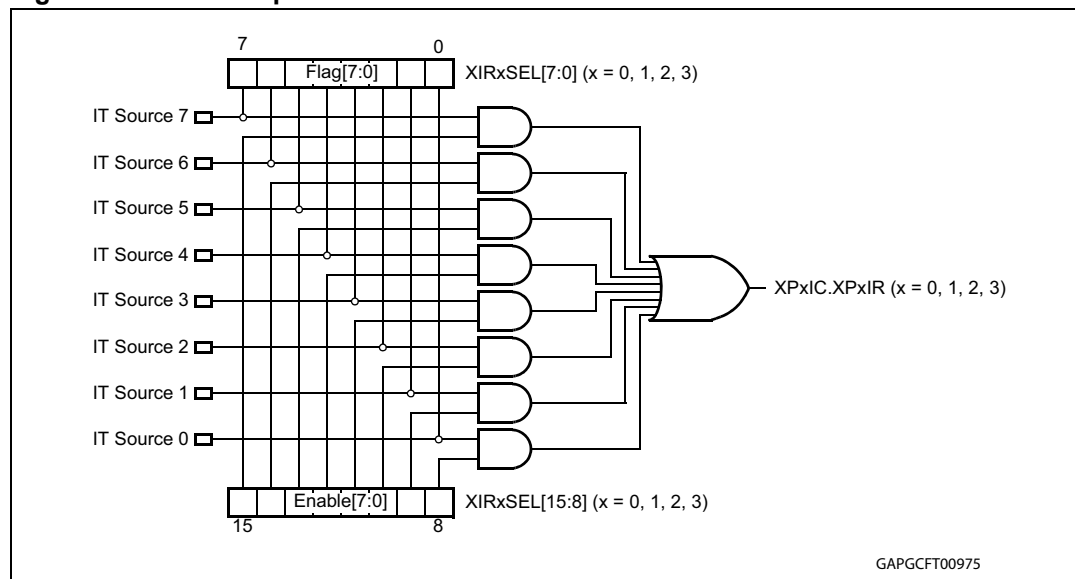 7 0
Flag[7:0] XIRxSEL[7:0] (x = 0, 1, 2, 3)
IT Source 7
IT Source 6
IT Source 5
IT Source 4
IT Source 3
XPxIC.XPxIR (x = 0, 1, 2, 3)
IT Source 2
IT Source 1
IT Source 0
Enable[7:0] XIRxSEL[15:8] (x = 0, 1, 2, 3)
15 8
GAPGCFT00975